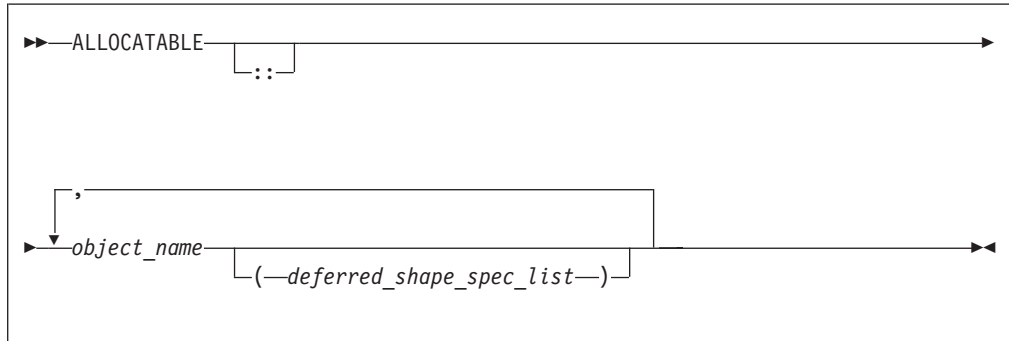 ALLOCATABLE
::
,
object_name
(deferred_shape_spec_list)